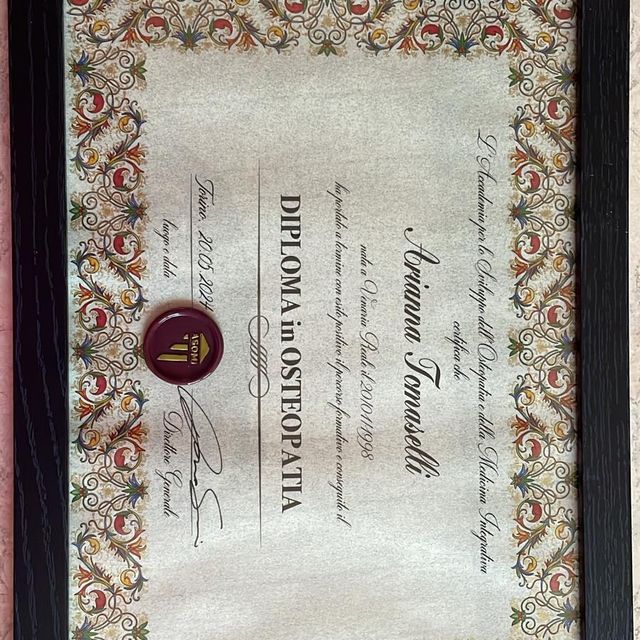 L'Accademia per lo Sviluppo dell'Osteopatia e della Medicina Integrativa
certifica che
Arianna Tomaselli
nata a Venaria Reale il 20/01/1998
ha portato a termine con esito positivo il percorso formativo e conseguito il
DIPLOMA in OSTEOPATIA
Torino, 20.05.2024
luogo e data
ASOMI
Direttore Generale